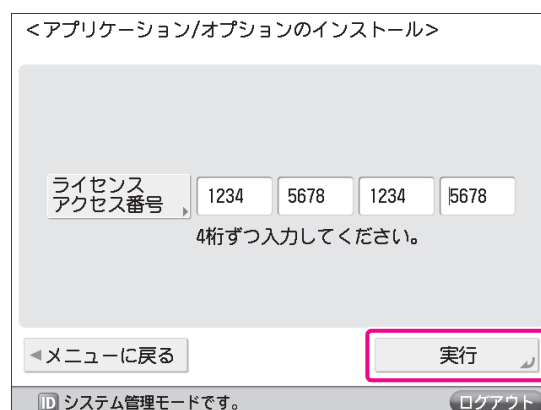 <アプリケーション/オプションのインストール>
ライセンス
アクセス番号
1234 5678 1234 5678
4桁ずつ入力してください。
メニューに戻る
実行
ID システム管理モードです。
ログアウト